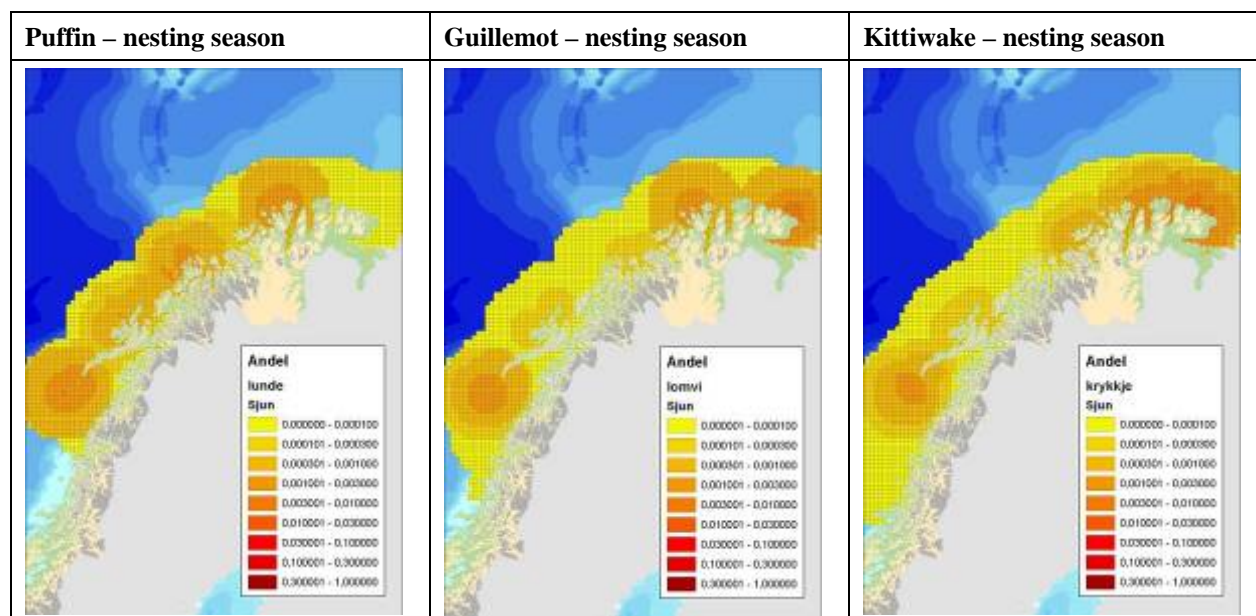 Puffin – nesting season
Guillemot – nesting season
Kittiwake – nesting season
Andel
lunde
Sjun
0,000000 - 0,000100
0,000101 - 0,000300
0,000301 - 0,001000
0,001001 - 0,003000
0,003001 - 0,010000
0,010001 - 0,030000
0,030001 - 0,100000
0,100001 - 0,300000
0,300001 - 1,000000
Andel
lomvi
Sjun
0,000001 - 0,000100
0,000101 - 0,000300
0,000301 - 0,001000
0,001001 - 0,003000
0,003001 - 0,010000
0,010001 - 0,030000
0,030001 - 0,100000
0,100001 - 0,300000
0,300001 - 1,000000
Andel
krykkje
Sjun
0,000000 - 0,000100
0,000101 - 0,000300
0,000301 - 0,001000
0,001001 - 0,003000
0,003001 - 0,010000
0,010001 - 0,030000
0,030001 - 0,100000
0,100001 - 0,300000
0,300001 - 1,000000